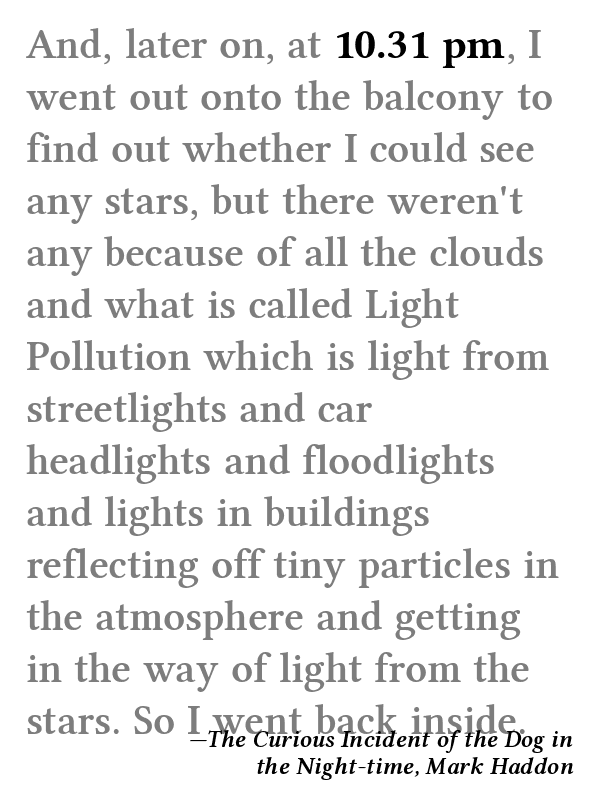 And, later on, at 10.31 pm, I
went out onto the balcony to
find out whether I could see
any stars, but there weren't
any because of all the clouds
and what is called Light
Pollution which is light from
streetlights and car
headlights and floodlights
and lights in buildings
reflecting off tiny particles in
the atmosphere and getting
in the way of light from the
stars. So I went back inside.
—The Curious Incident of the Dog in
the Night-time, Mark Haddon